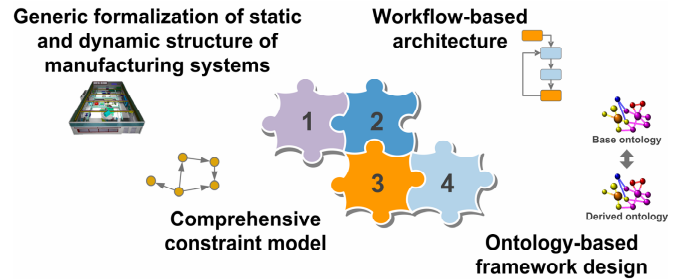 Generic formalization of static
and dynamic structure of
manufacturing systems
Workflow-based
architecture
1
2
3
4
Base ontology
Derived ontology
Comprehensive
constraint model
Ontology-based
framework design